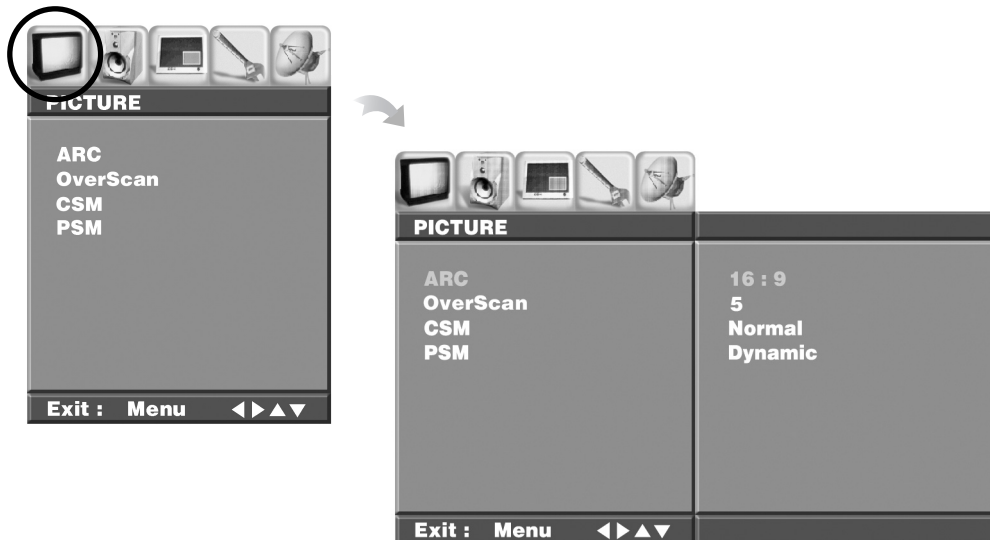 PICTURE
ARC
OverScan
CSM
PSM
Exit : Menu ◀▶▲▼
PICTURE
ARC 16 : 9
OverScan 5
CSM Normal
PSM Dynamic
Exit : Menu ◀▶▲▼